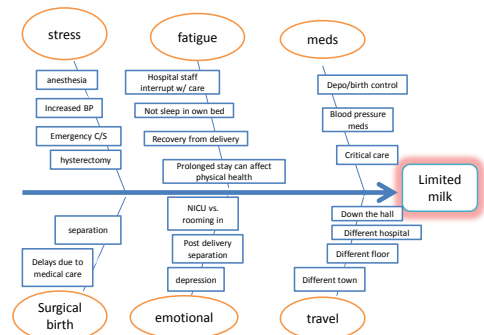 stress
fatigue
meds
anesthesia
Increased BP
Emergency C/S
hysterectomy
Hospital staff
interrupt w/ care
Not sleep in own bed
Recovery from delivery
Prolonged stay can affect
physical health
Depo/birth control
Blood pressure
meds
Critical care
Limited
milk
separation
Delays due to
medical care
NICU vs.
rooming in
Post delivery
separation
depression
Down the hall
Different hospital
Different floor
Different town
Surgical
birth
emotional
travel